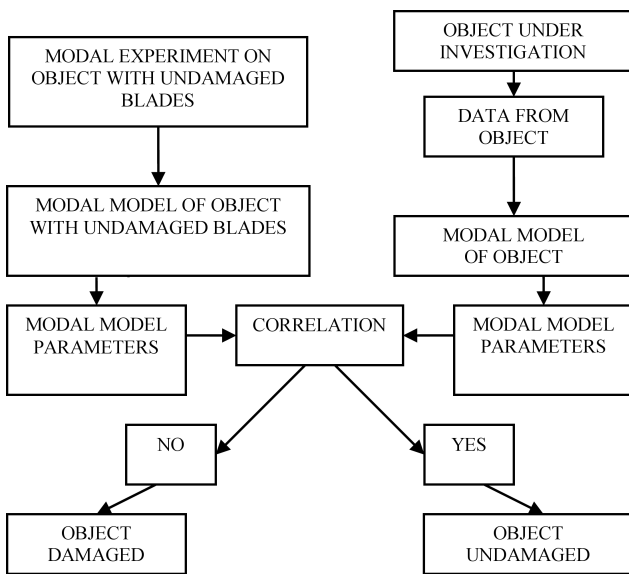 MODAL EXPERIMENT ON
OBJECT WITH UNDAMAGED
BLADES
OBJECT UNDER
INVESTIGATION
DATA FROM
OBJECT
MODAL MODEL OF OBJECT
WITH UNDAMAGED BLADES
MODAL MODEL
OF OBJECT
MODAL MODEL
PARAMETERS
CORRELATION
MODAL MODEL
PARAMETERS
NO
YES
OBJECT
DAMAGED
OBJECT
UNDAMAGED